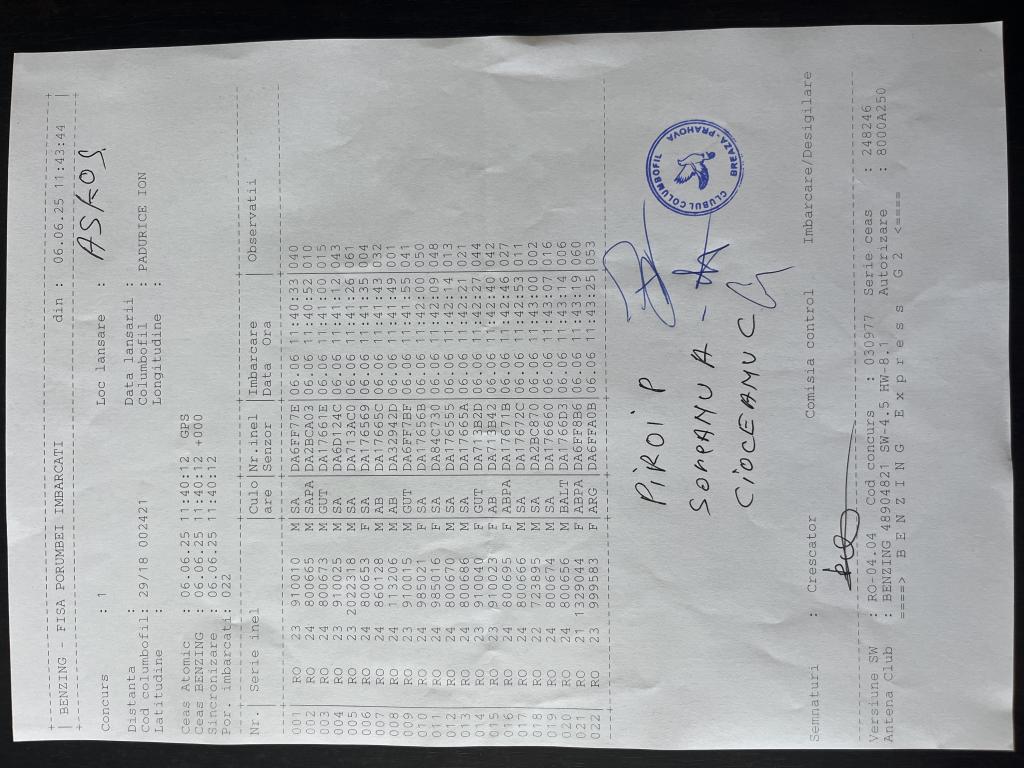 BENZING - FISA PORUMBEI IMBARCATI din : 06.06.25 11:43:44
Concurs : 1 Loc lansare : ASKOS
Distanta : Data lansarii :
Cod columbofil: 29/18 002421 Columbofil : PADURICE ION
Latitudine : Longitudine :
Ceas Atomic : 06.06.25 11:40:12 GPS
Ceas BENZING : 06.06.25 11:40:12 +000
Sincronizare : 06.06.25 11:40:12
Por. imbarcati: 022
Nr. | Serie inel |Culo|Nr.inel |Imbarcare | Observatii
are |Senzor |Data Ora
001 RO 23 910010 M SA DA6FF77E 06.06 11:40:33 040
002 RO 24 800665 M SAPA DA2BCA03 06.06 11:40:52 010
003 RO 24 800673 M GUT DA17661E 06.06 11:41:00 015
004 RO 23 910025 M SA DA6D124C 06.06 11:41:12 043
005 RO 23 2022318 M SA DA713AC0 06.06 11:41:26 061
006 RO 24 800653 F SA DA176569 06.06 11:41:35 004
007 RO 24 860128 M AB DA17665C 06.06 11:41:43 032
008 RO 24 113206 M AB DA32942D 06.06 11:41:49 001
009 RO 23 910015 M GUT DA6FF7EF 06.06 11:41:55 041
010 RO 24 985021 F SA DA17656B 06.06 11:42:00 050
011 RO 24 985016 F SA DA84C730 06.06 11:42:09 048
012 RO 24 800670 M SA DA176555 06.06 11:42:14 013
013 RO 24 800686 M SA DA17665A 06.06 11:42:21 021
014 RO 23 910040 F GUT DA713B2D 06.06 11:42:27 044
015 RO 23 910023 F AB DA713B42 06.06 11:42:40 042
016 RO 24 800695 F ABPA DA17671B 06.06 11:42:46 027
017 RO 24 800666 M SA DA17672C 06.06 11:42:53 011
018 RO 22 723895 M SA DA2BC870 06.06 11:43:00 002
019 RO 24 800674 M SA DA176660 06.06 11:43:07 016
020 RO 24 800656 M BALT DA1766D3 06.06 11:43:14 006
021 RO 21 1329044 F ABPA DA6FF8B6 06.06 11:43:19 060
022 RO 23 999583 F ARG DA6FFA0B 06.06 11:43:25 053
PIROI P
CLUBUL COLUMBOFIL BREAZA-PRAHOVA
Semnaturi : Crescator Comisia control Imbarcare/Desigilare
Versiune SW : RO-04.04 Cod concurs : 030977 Serie ceas : 248246
Antena Club : BENZING 48904821 SW-4.5 HW-8.1 Autorizare : 8000A250
====> B E N Z I N G E x p r e s s G 2 <====